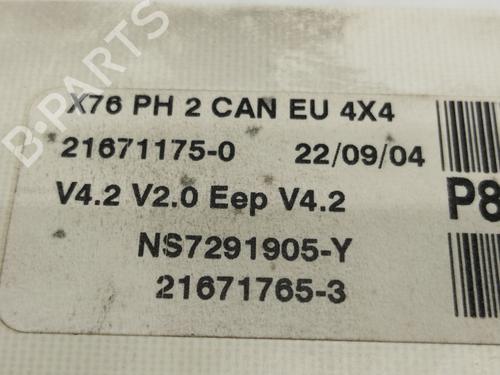 X76 PH 2 CAN EU 4X4
21671175-0 22/09/04
V4.2 V2.0 Eep V4.2
P8
NS7291905-Y
21671765-3
B-PARTS